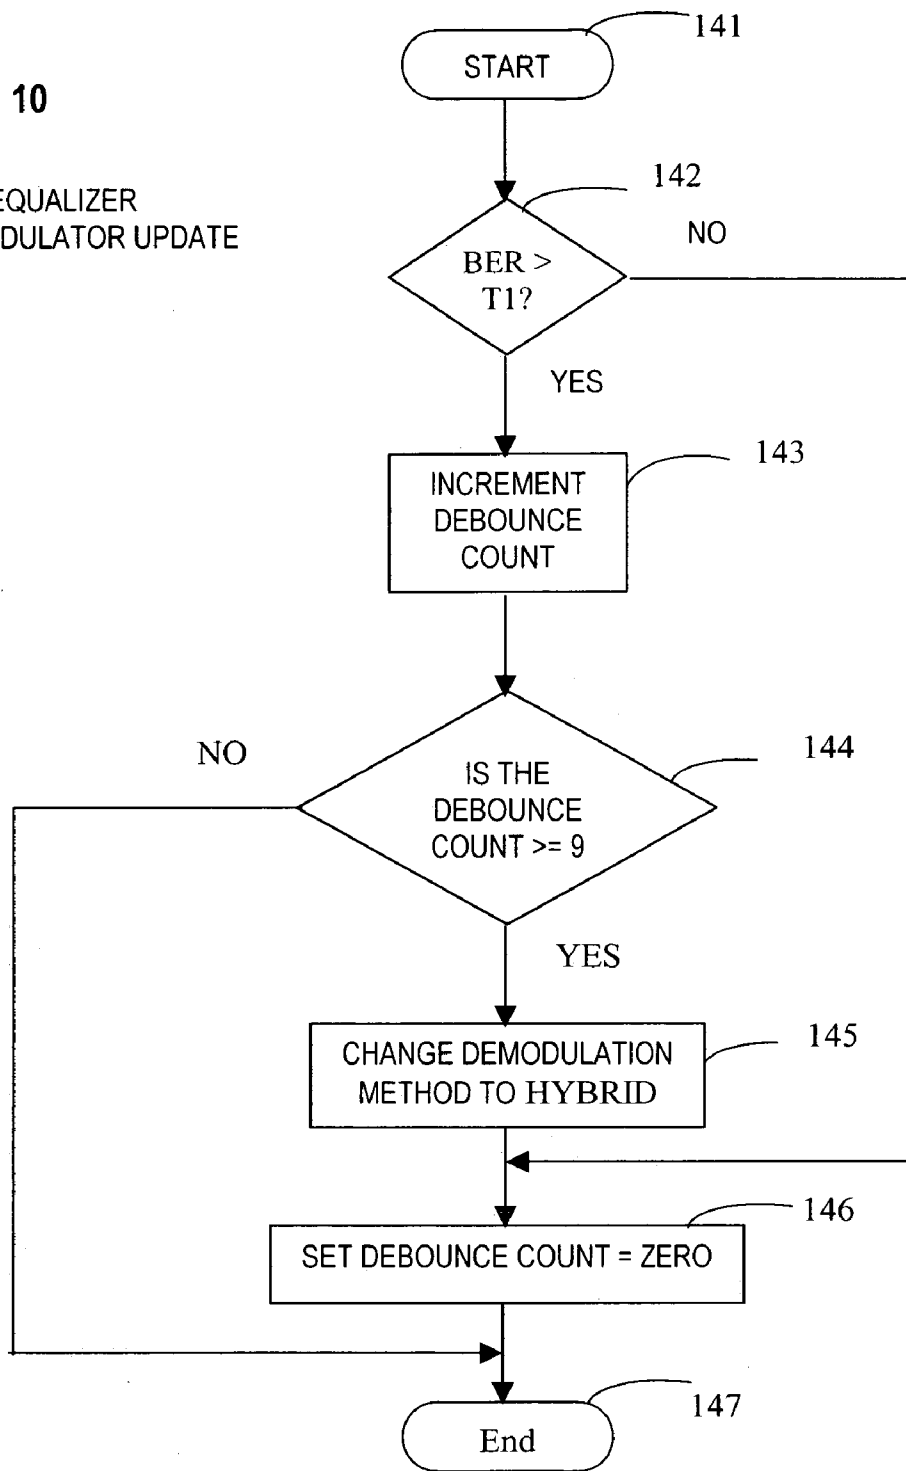 141
START
10
142
EQUALIZER
DULATOR UPDATE
NO
BER >
T1?
YES
143
INCREMENT
DEBOUNCE
COUNT
NO
144
IS THE
DEBOUNCE
COUNT >= 9
YES
145
CHANGE DEMODULATION
METHOD TO HYBRID
146
SET DEBOUNCE COUNT = ZERO
147
End